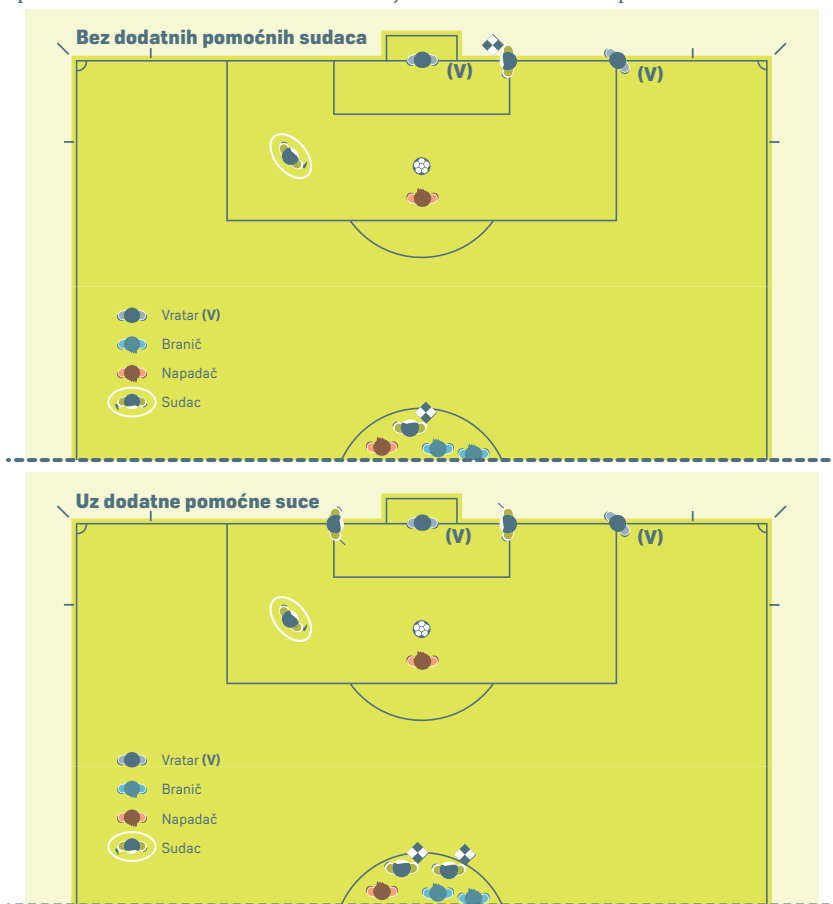 Bez dodatnih pomoćnih sudaca
(V)
(V)
Vratar (V)
Branič
Napadač
Sudac
Uz dodatne pomoćne suce
(V)
(V)
Vratar (V)
Branič
Napadač
Sudac